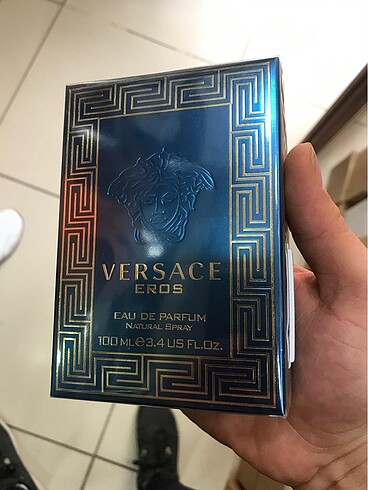 VERSACE
EROS
EAU DE PARFUM
NATURAL SPRAY
100 ML℮3.4 US FL.OZ.